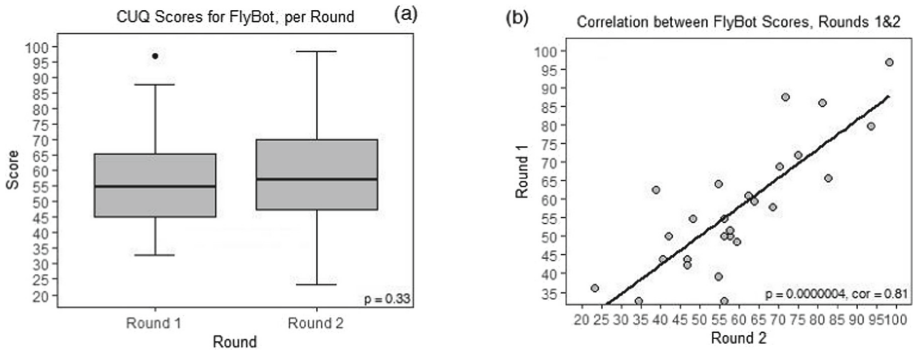 CUQ Scores for FlyBot, per Round
(a)
Score
100
95
90
85
80
75
70
65
60
55
50
45
40
35
30
25
20
p = 0.33
Round 1 Round 2
Round
(b)
Correlation between FlyBot Scores, Rounds 1&2
Round 1
100
95
90
85
80
75
70
65
60
55
50
45
40
35
p = 0.0000004, cor = 0.81
20 25 30 35 40 45 50 55 60 65 70 75 80 85 90 95 100
Round 2